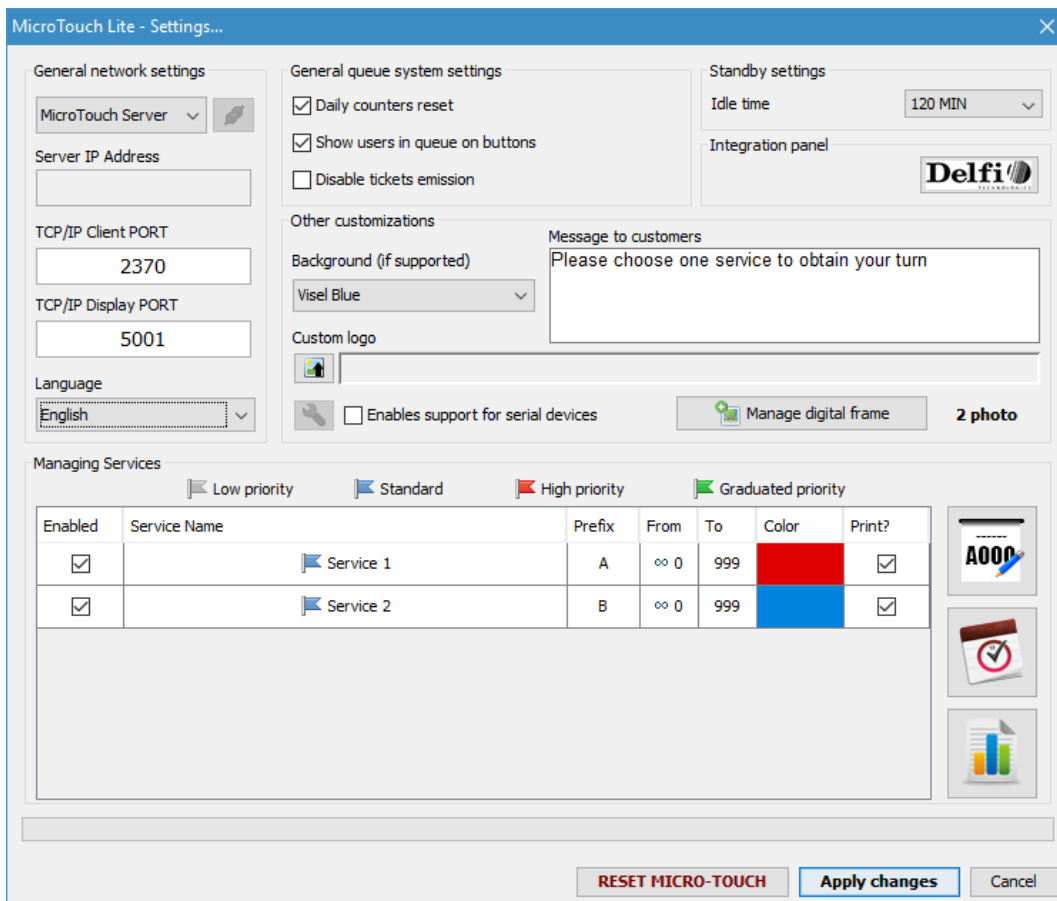 MicroTouch Lite - Settings...
General network settings
MicroTouch Server
Server IP Address
TCP/IP Client PORT
2370
TCP/IP Display PORT
5001
Language
English
General queue system settings
Daily counters reset
Show users in queue on buttons
Disable tickets emission
Standby settings
Idle time 120 MIN
Integration panel
Delfi
TECHNOLOGIES
Other customizations
Background (if supported)
Visel Blue
Message to customers
Please choose one service to obtain your turn
Custom logo
Enables support for serial devices
Manage digital frame 2 photo
Managing Services
Low priority Standard High priority Graduated priority
Enabled Service Name Prefix From To Color Print?
Service 1 A ∞ 0 999
Service 2 B ∞ 0 999
A000
RESET MICRO-TOUCH Apply changes Cancel